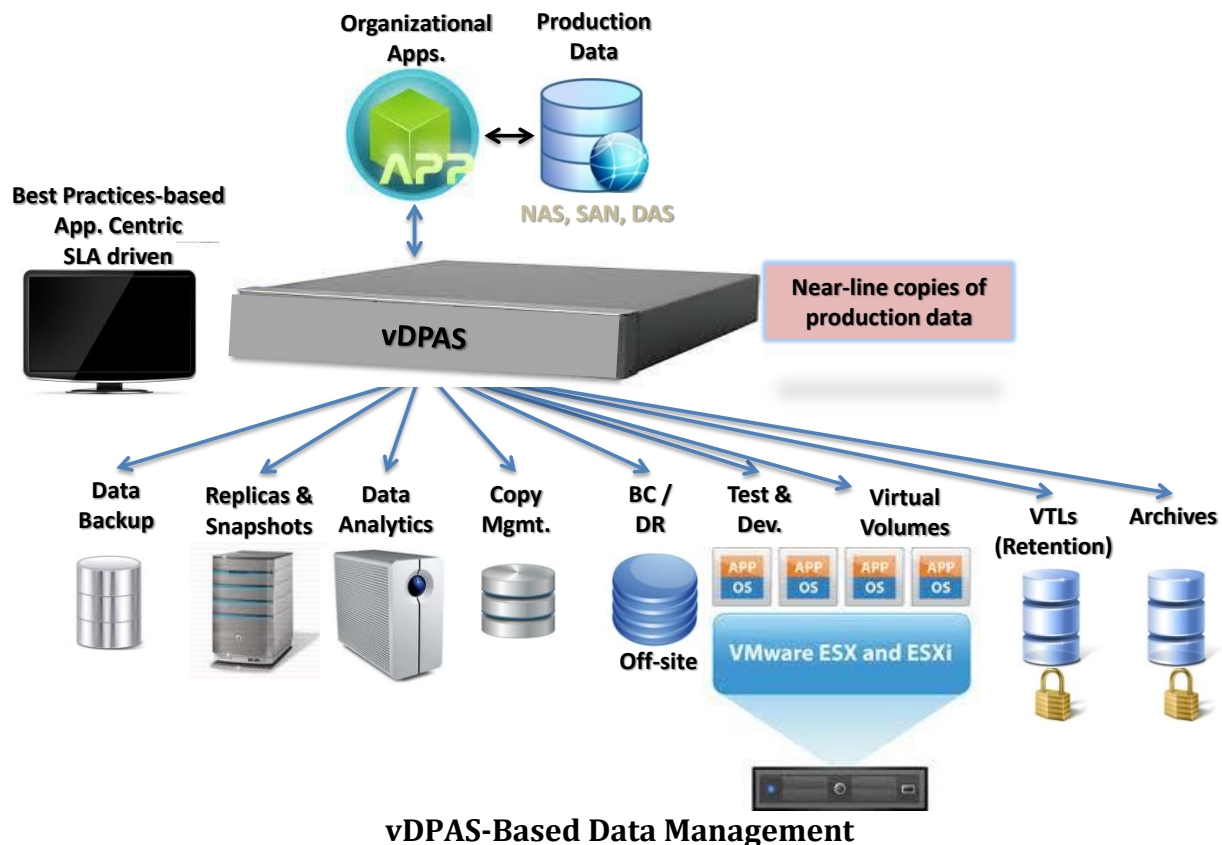 Organizational
Apps.
Production
Data
APP
NAS, SAN, DAS
Best Practices-based
App. Centric
SLA driven
vDPAS
Near-line copies of
production data
Data
Backup
Replicas &
Snapshots
Data
Analytics
Copy
Mgmt.
BC /
DR
Off-site
Test &
Dev.
Virtual
Volumes
VTLs
(Retention)
Archives
APP
OS
APP
OS
APP
OS
APP
OS
VMware ESX and ESXi
vDPAS-Based Data Management